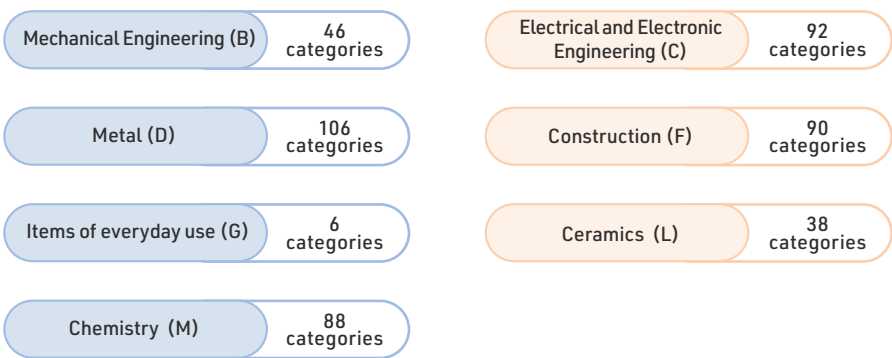 Mechanical Engineering (B)
46
categories
Electrical and Electronic
Engineering (C)
92
categories
Metal (D)
106
categories
Construction (F)
90
categories
Items of everyday use (G)
6
categories
Ceramics (L)
38
categories
Chemistry (M)
88
categories